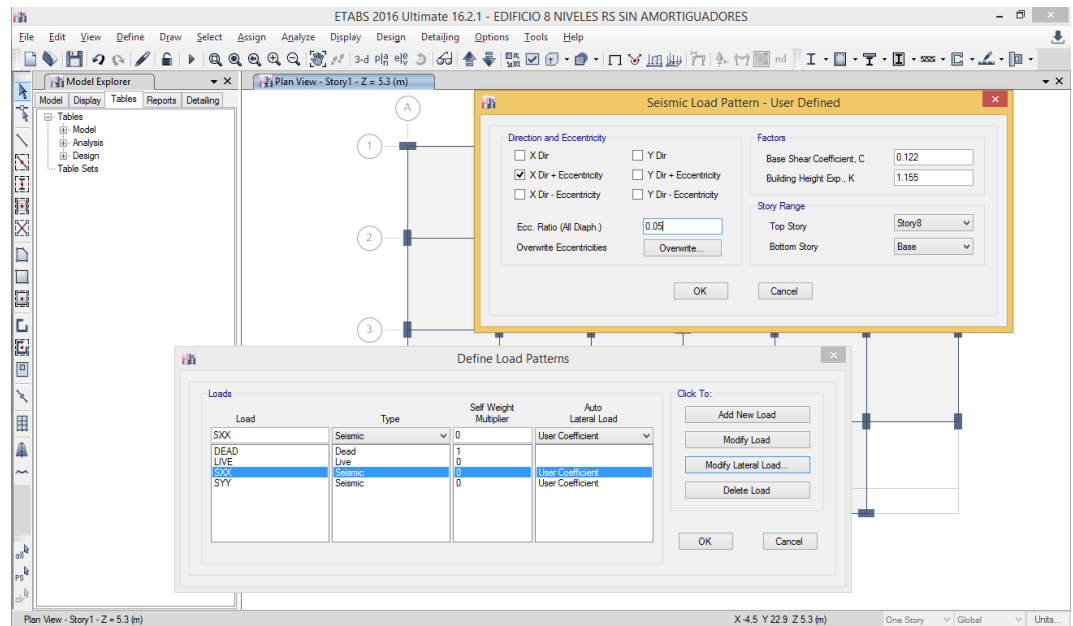 ETABS 2016 Ultimate 16.2.1 - EDIFICIO 8 NIVELES RS SIN AMORTIGUADORES
File Edit View Define Draw Select Assign Analyze Display Design Detailing Options Tools Help
3-d nd
Model Explorer
Model Display Tables Reports Detailing
Tables
Model
Analysis
Design
Table Sets
Plan View - Story1 - Z = 5.3 (m)
A
1
2
3
Seismic Load Pattern - User Defined
Direction and Eccentricity
X Dir Y Dir
X Dir + Eccentricity Y Dir + Eccentricity
X Dir - Eccentricity Y Dir - Eccentricity
Ecc. Ratio (All Diaph.) 0.05
Overwrite Eccentricities Overwrite...
Factors
Base Shear Coefficient, C 0.122
Building Height Exp., K 1.155
Story Range
Top Story Story8
Bottom Story Base
OK Cancel
Define Load Patterns
Loads
Load Type Self Weight Multiplier Auto Lateral Load
SXX Seismic 0 User Coefficient
DEAD Dead 1
LIVE Live 0
SXX Seismic 0 User Coefficient
SYY Seismic 0 User Coefficient
Click To:
Add New Load
Modify Load
Modify Lateral Load...
Delete Load
OK Cancel
all
ps
clr
Plan View - Story1 - Z = 5.3 (m) X -4.5 Y 22.9 Z 5.3 (m) One Story Global Units...